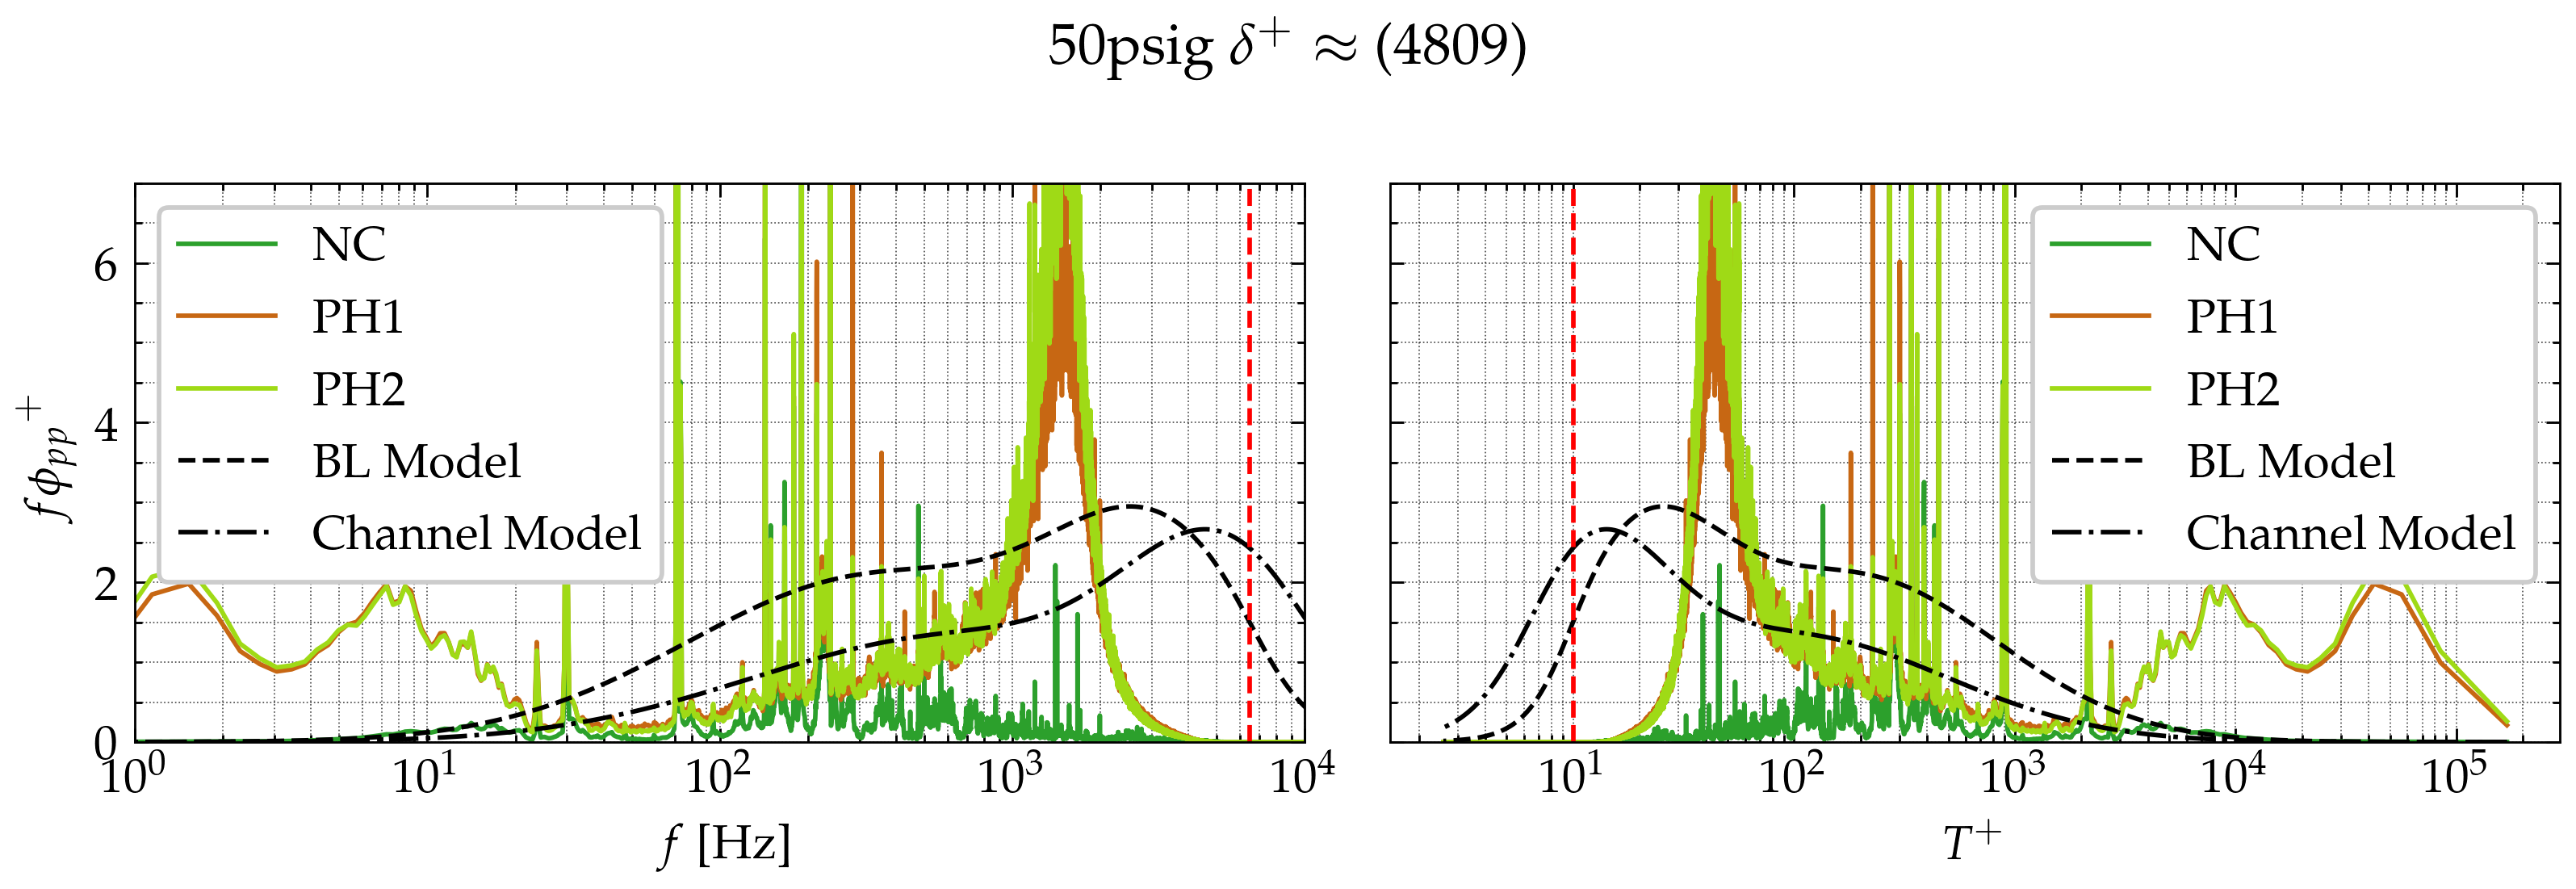 50psig δ⁺ ≈ (4809)
fϕₚₚ⁺
6
4
2
0
NC
PH1
PH2
BL Model
Channel Model
10⁰ 10¹ 10² 10³ 10⁴
f [Hz]
NC
PH1
PH2
BL Model
Channel Model
10¹ 10² 10³ 10⁴ 10⁵
T⁺